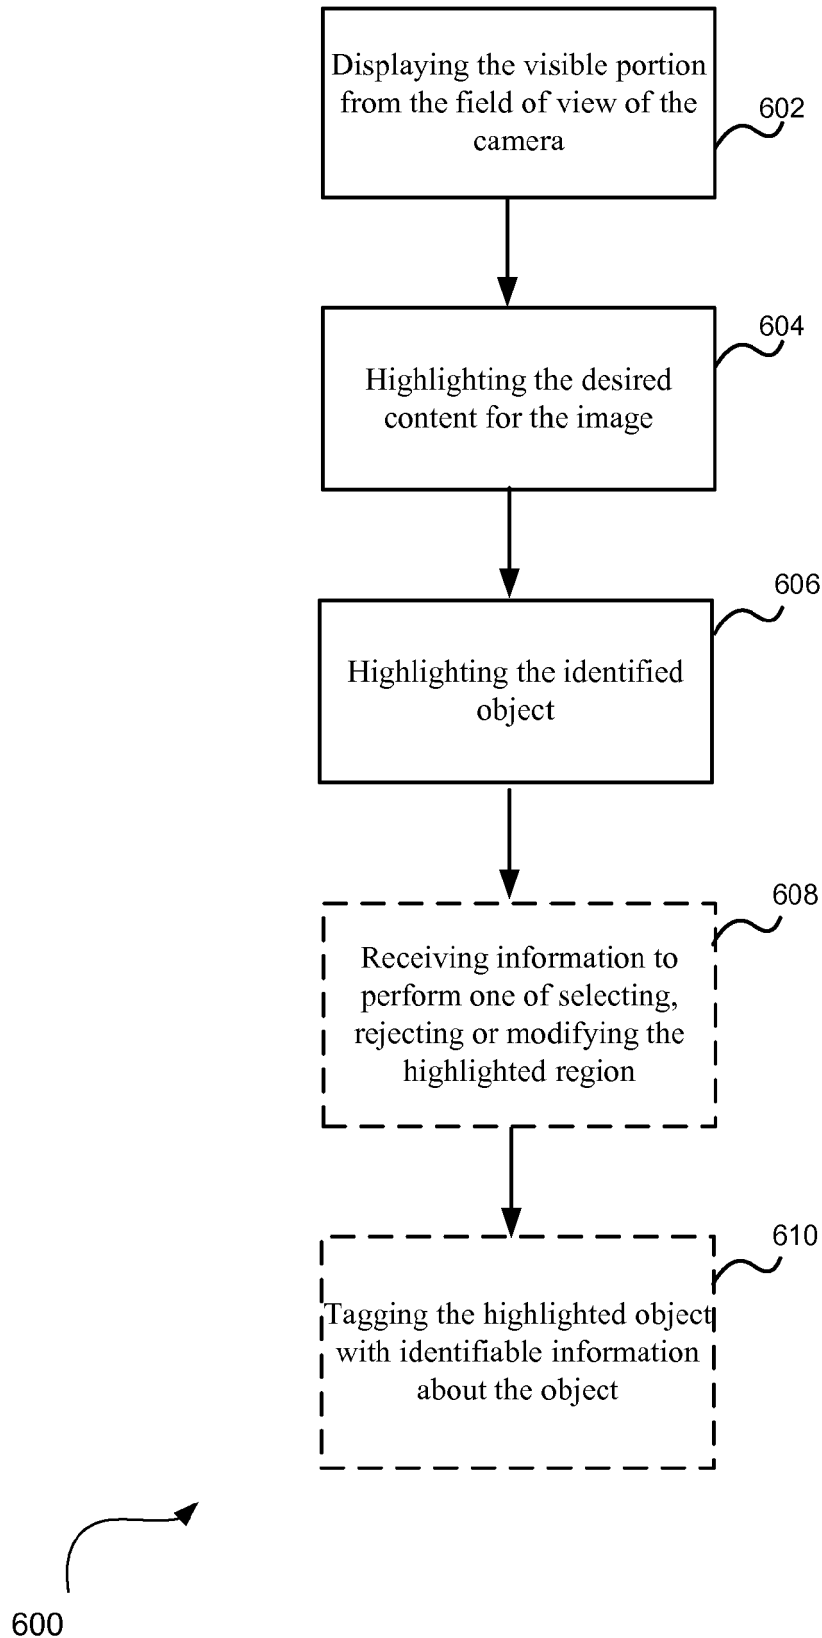 Displaying the visible portion
from the field of view of the
camera
602
604
Highlighting the desired
content for the image
606
Highlighting the identified
object
608
Receiving information to
perform one of selecting,
rejecting or modifying the
highlighted region
610
Tagging the highlighted object
with identifiable information
about the object
600